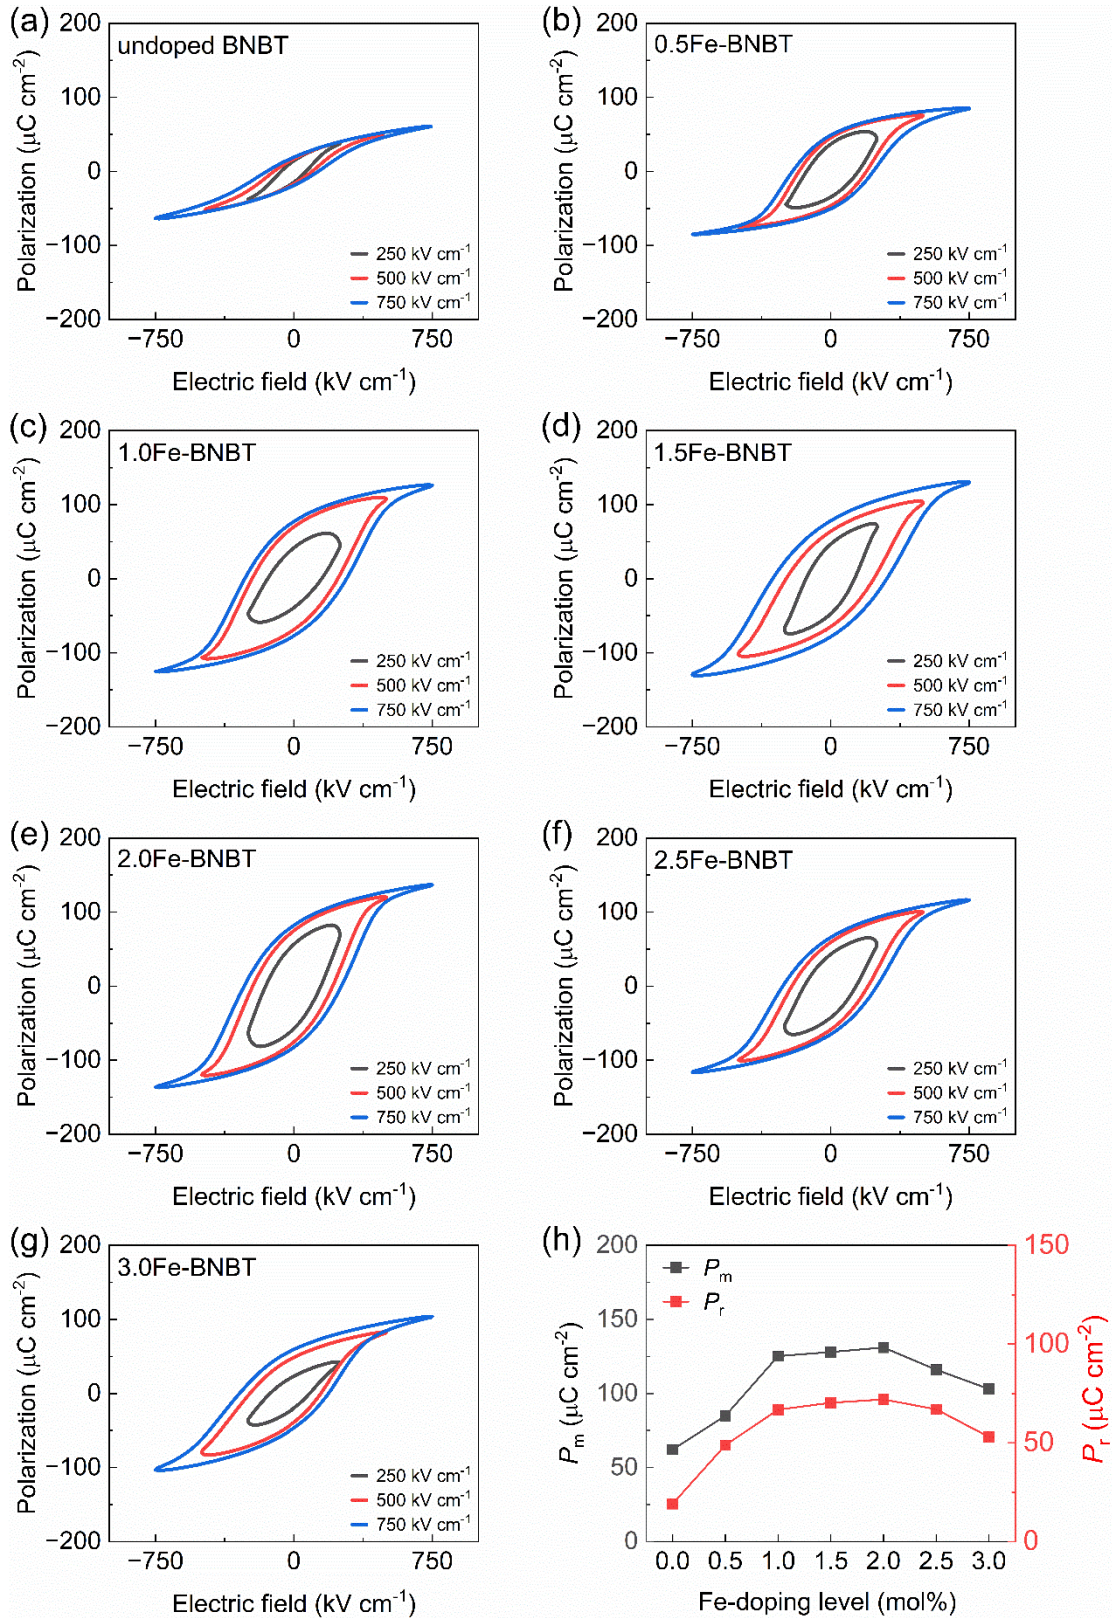 (a)
200
100
0
−100
−200
Polarization (μC cm⁻²)
undoped BNBT
250 kV cm⁻¹
500 kV cm⁻¹
750 kV cm⁻¹
−750
0
750
Electric field (kV cm⁻¹)
(b)
200
100
0
−100
−200
Polarization (μC cm⁻²)
0.5Fe-BNBT
250 kV cm⁻¹
500 kV cm⁻¹
750 kV cm⁻¹
−750
0
750
Electric field (kV cm⁻¹)
(c)
200
100
0
−100
−200
Polarization (μC cm⁻²)
1.0Fe-BNBT
250 kV cm⁻¹
500 kV cm⁻¹
750 kV cm⁻¹
−750
0
750
Electric field (kV cm⁻¹)
(d)
200
100
0
−100
−200
Polarization (μC cm⁻²)
1.5Fe-BNBT
250 kV cm⁻¹
500 kV cm⁻¹
750 kV cm⁻¹
−750
0
750
Electric field (kV cm⁻¹)
(e)
200
100
0
−100
−200
Polarization (μC cm⁻²)
2.0Fe-BNBT
250 kV cm⁻¹
500 kV cm⁻¹
750 kV cm⁻¹
−750
0
750
Electric field (kV cm⁻¹)
(f)
200
100
0
−100
−200
Polarization (μC cm⁻²)
2.5Fe-BNBT
250 kV cm⁻¹
500 kV cm⁻¹
750 kV cm⁻¹
−750
0
750
Electric field (kV cm⁻¹)
(g)
200
100
0
−100
−200
Polarization (μC cm⁻²)
3.0Fe-BNBT
250 kV cm⁻¹
500 kV cm⁻¹
750 kV cm⁻¹
−750
0
750
Electric field (kV cm⁻¹)
(h)
200
150
100
50
0
Pm (μC cm⁻²)
Pm
Pr
150
100
50
0
Pr (μC cm⁻²)
0.0 0.5 1.0 1.5 2.0 2.5 3.0
Fe-doping level (mol%)